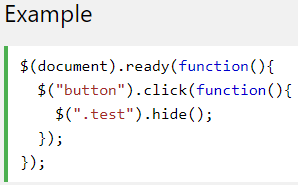 Example
$(document).ready(function(){
  $("button").click(function(){
    $(".test").hide();
  });
});